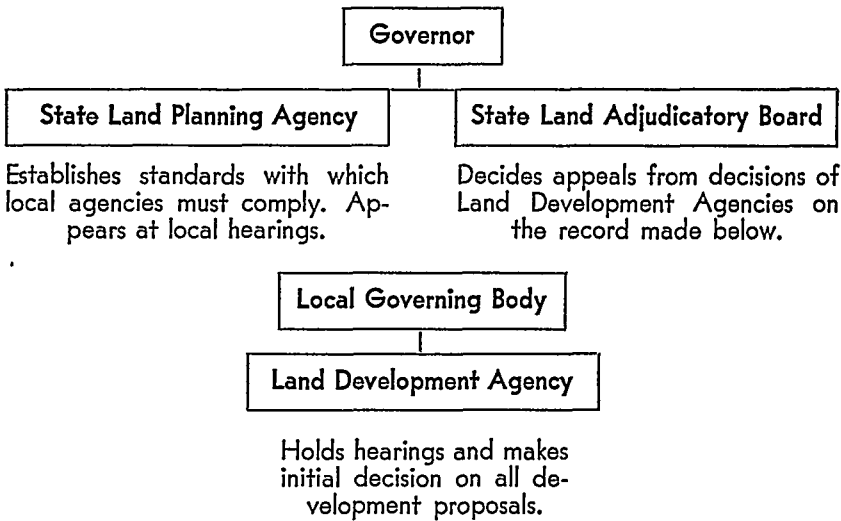 Governor
State Land Planning Agency
Establishes standards with which
local agencies must comply. Ap-
pears at local hearings.
State Land Adjudicatory Board
Decides appeals from decisions of
Land Development Agencies on
the record made below.
Local Governing Body
Land Development Agency
Holds hearings and makes
initial decision on all de-
velopment proposals.